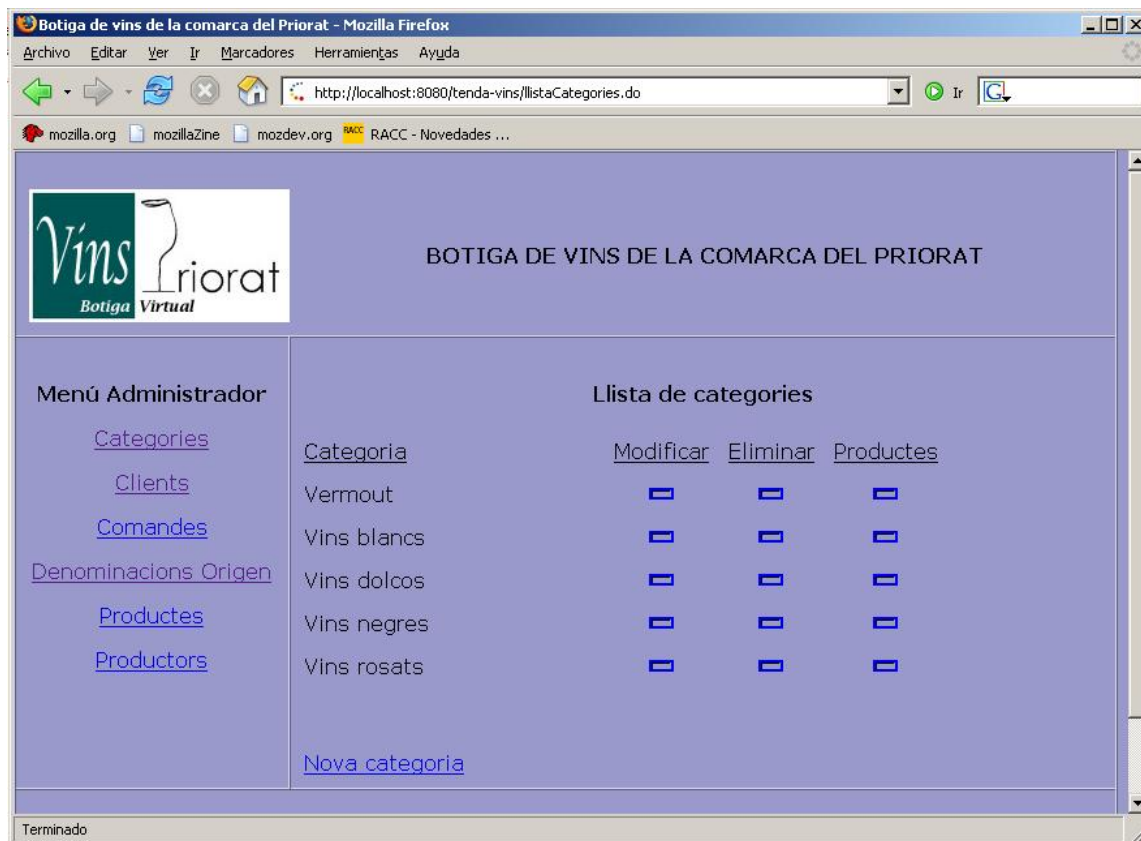 Botiga de vins de la comarca del Priorat - Mozilla Firefox
Archivo Editar Ver Ir Marcadores Herramientas Ayuda
http://localhost:8080/tenda-vins/llistaCategories.do Ir G
mozilla.org mozillaZine mozdev.org RACC RACC - Novedades ...
Vins Priorat
Botiga Virtual
BOTIGA DE VINS DE LA COMARCA DEL PRIORAT
Menú Administrador
Categories
Clients
Comandes
Denominacions Origen
Productes
Productors
Llista de categories
Categoria Modificar Eliminar Productes
Vermout
Vins blancs
Vins dolcos
Vins negres
Vins rosats
Nova categoria
Terminado